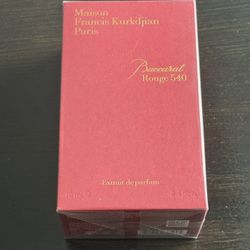 Maison
Francis Kurkdjian
Paris
Baccarat
Rouge 540
Extrait de parfum